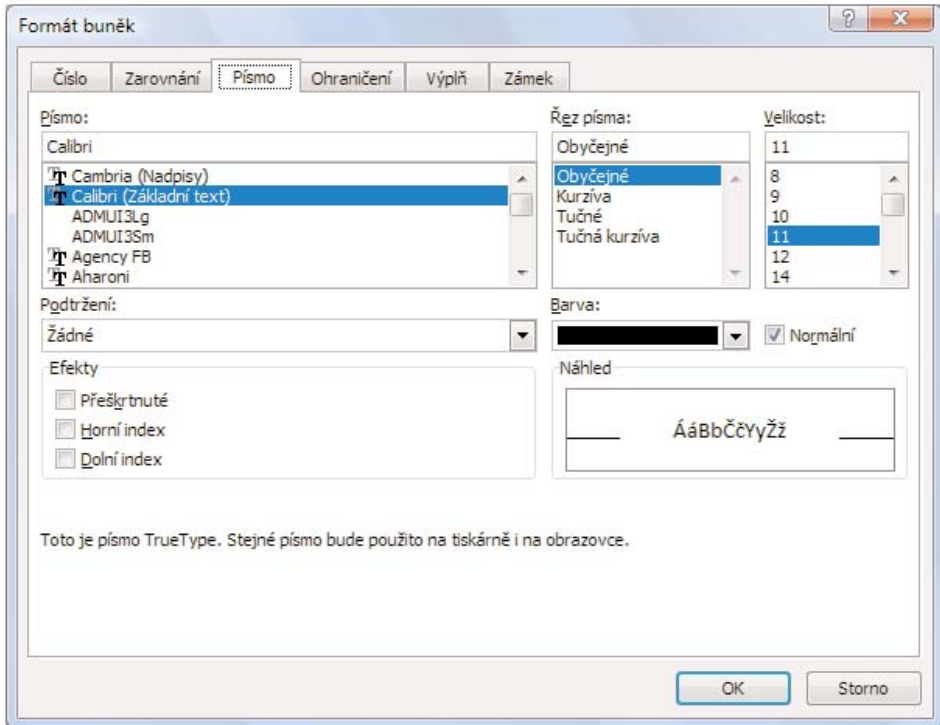 Formát buněk
Číslo Zarovnání Písmo Ohraničení Výplň Zámek
Písmo: Řez písma: Velikost:
Calibri Obyčejné 11
Cambria (Nadpisy) Obyčejné 8
Calibri (Základní text) Kurzíva 9
ADMUI3Lg Tučné 10
ADMUI3Sm Tučná kurzíva 11
Agency FB 12
Aharoni 14
Podtržení: Barva:
Žádné Normální
Efekty Náhled
Přeškrtnuté
Horní index ÁáBbČčYyŽž
Dolní index
Toto je písmo TrueType. Stejné písmo bude použito na tiskárně i na obrazovce.
OK Storno